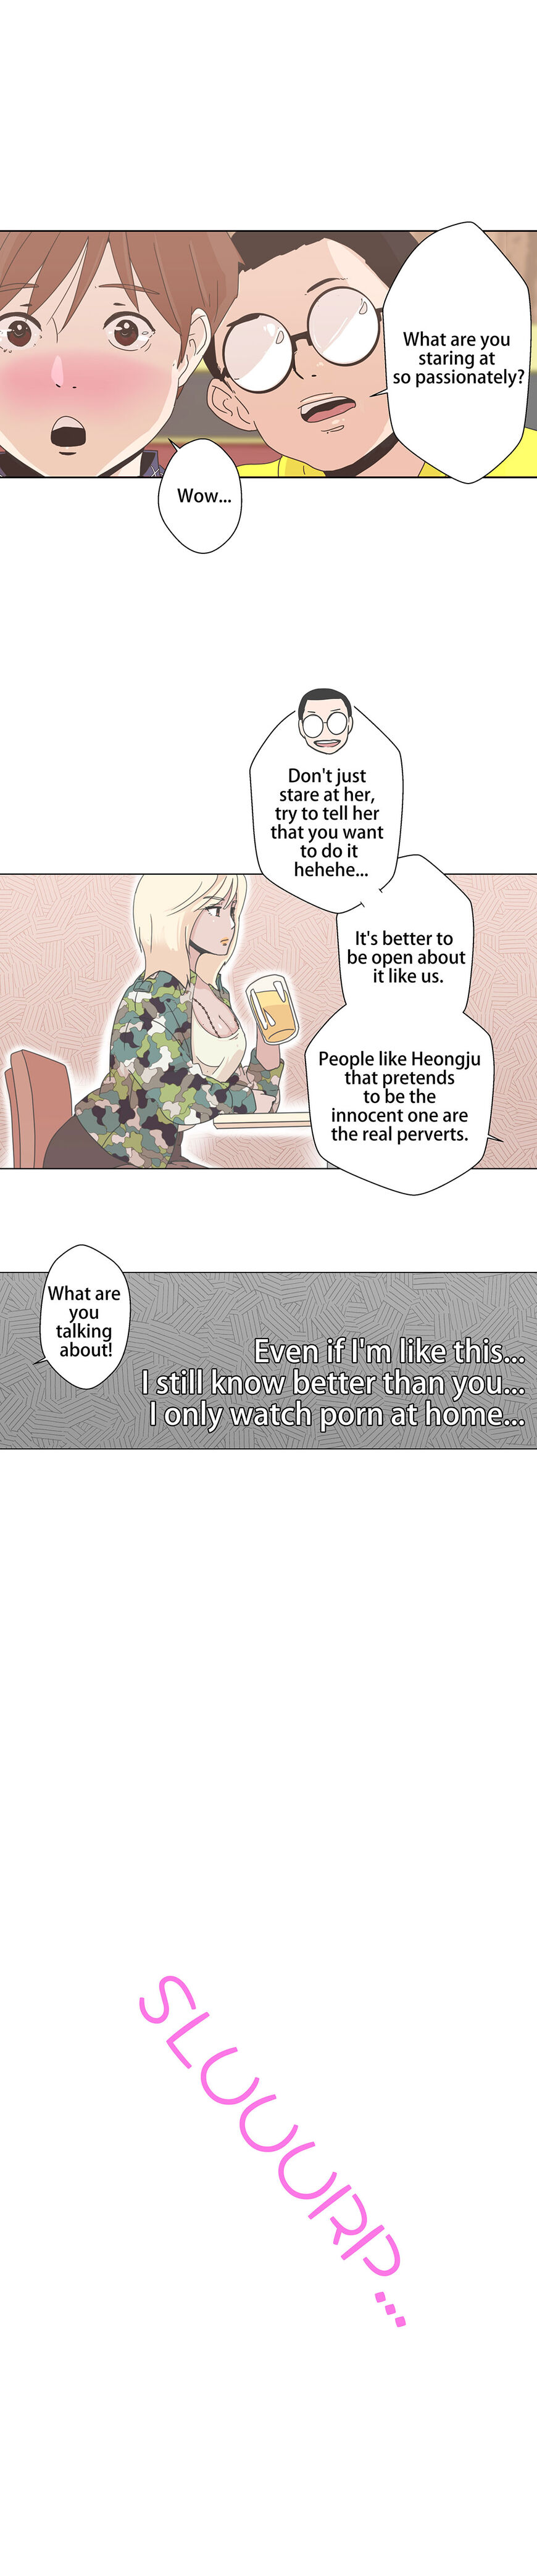 What are you
staring at
so passionately?
Wow...
Don't just
stare at her,
try to tell her
that you want
to do it
hehehe...
It's better to
be open about
it like us.
People like Heongju
that pretends
to be the
innocent one are
the real perverts.
What are
you
talking
about!
Even if I'm like this...
I still know better than you...
I only watch porn at home...
SLUUURP...